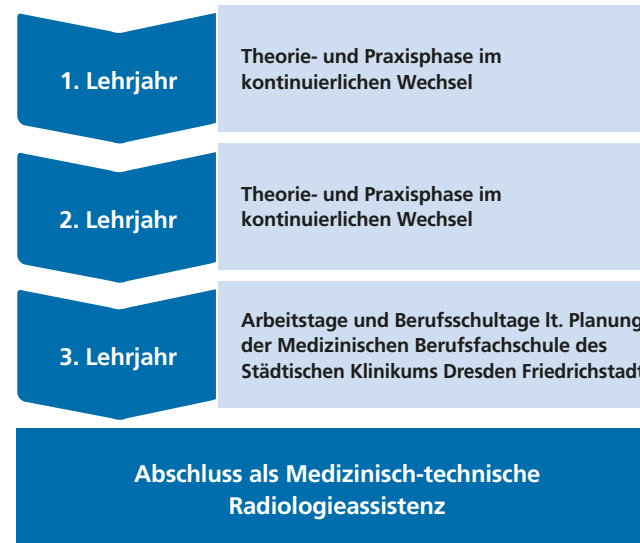 1. Lehrjahr
Theorie- und Praxisphase im
kontinuierlichen Wechsel
2. Lehrjahr
Theorie- und Praxisphase im
kontinuierlichen Wechsel
3. Lehrjahr
Arbeitstage und Berufsschultage lt. Planung
der Medizinischen Berufsfachschule des
Städtischen Klinikums Dresden Friedrichstadt
Abschluss als Medizinisch-technische
Radiologieassistenz